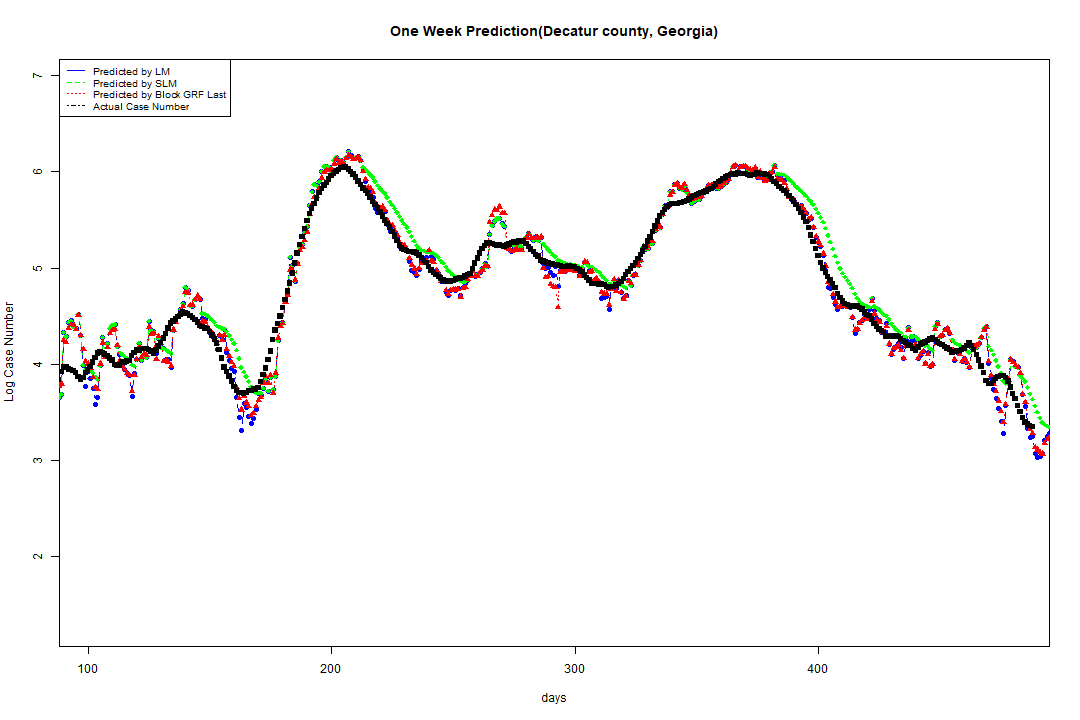 One Week Prediction(Decatur county, Georgia)
Predicted by LM
Predicted by SLM
Predicted by Block GRF Last
Actual Case Number
7
6
5
4
3
2
Log Case Number
100 200 300 400
days